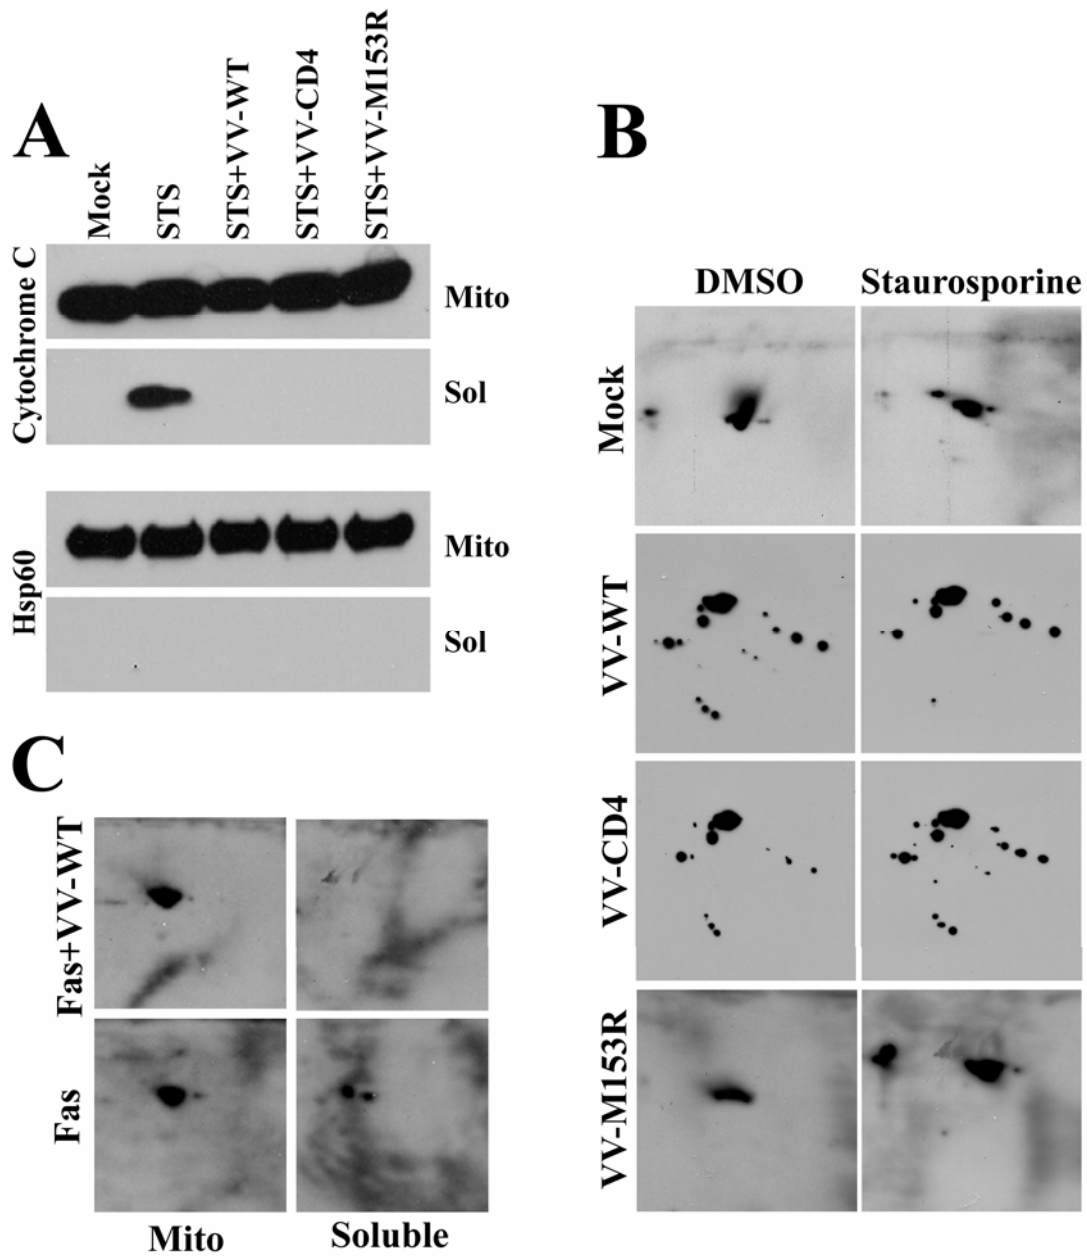 A
Mock
STS
STS+VV-WT
STS+VV-CD4
STS+VV-M153R
Cytochrome C
Mito
Sol
Hsp60
Mito
Sol
B
DMSO
Staurosporine
Mock
VV-WT
VV-CD4
VV-M153R
C
Fas+VV-WT
Fas
Mito
Soluble